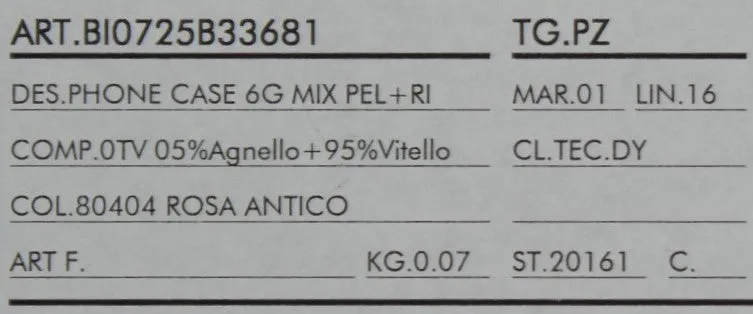 ART.BI0725B33681 TG.PZ
DES.PHONE CASE 6G MIX PEL+RI MAR.01 LIN.16
COMP.0TV 05%Agnello+95%Vitello CL.TEC.DY
COL.80404 ROSA ANTICO
ART F. KG.0.07 ST.20161 C.